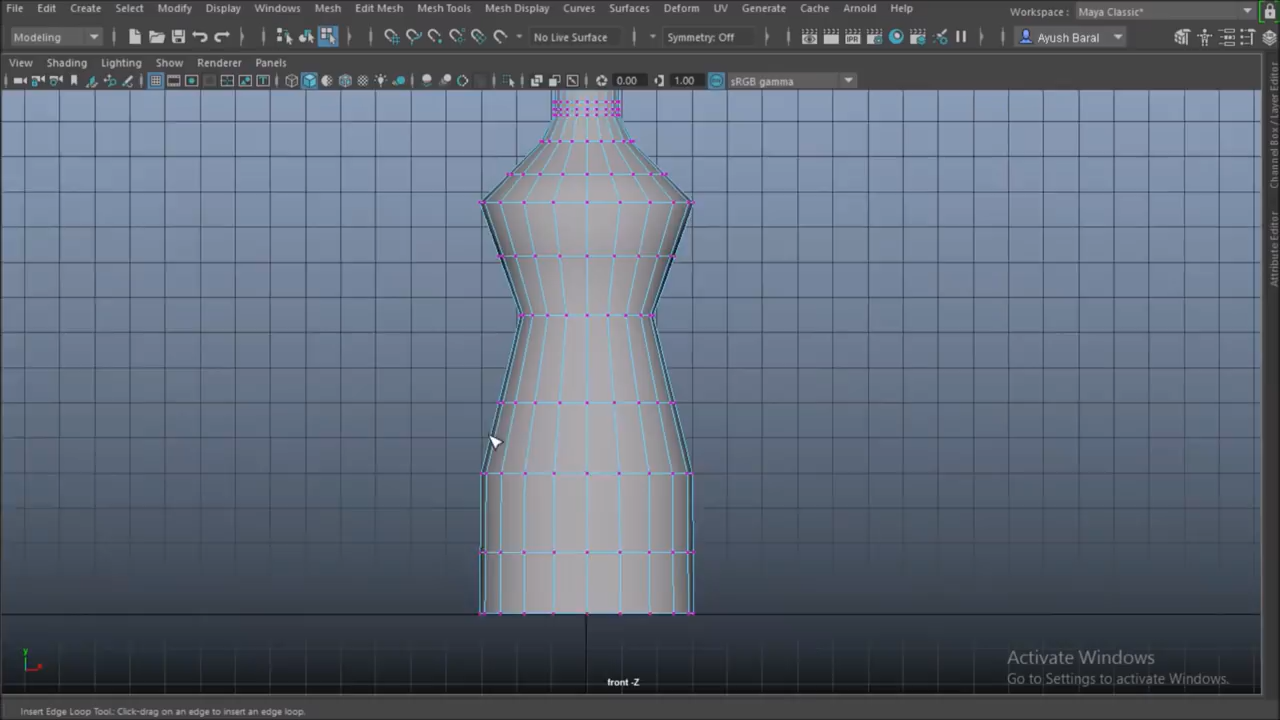 File Edit Create Select Modify Display Windows Mesh Edit Mesh Mesh Tools Mesh Display Curves Surfaces Deform UV Generate Cache Arnold Help Workspace : Maya Classic*
Modeling No Live Surface Symmetry: Off Ayush Baral
View Shading Lighting Show Renderer Panels
0.00 1.00 sRGB gamma
Channel Box / Layer Editor
Attribute Editor
y
Activate Windows
Go to Settings to activate Windows.
front -Z
Insert Edge Loop Tool: Click-drag on an edge to insert an edge loop.